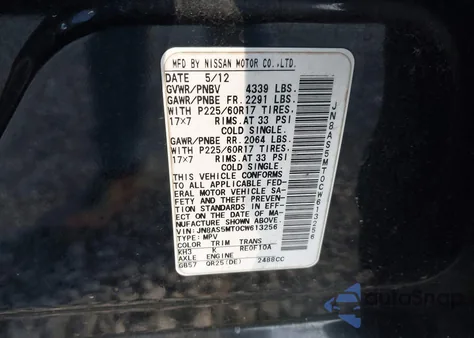 MFD BY NISSAN MOTOR CO.,LTD.
DATE 5/12
GVWR/PNBV 4339 LBS.
GAWR/PNBE FR. 2291 LBS.
WITH P225/60R17 TIRES,
17×7 RIMS.AT 33 PSI
COLD SINGLE.
GAWR/PNBE RR. 2064 LBS.
WITH P225/60R17 TIRES,
17×7 RIMS.AT 33 PSI
COLD SINGLE.
THIS VEHICLE CONFORMS
TO ALL APPLICABLE FED-
ERAL MOTOR VEHICLE SA-
FETY AND THEFT PREVEN-
TION STANDARDS IN EFF-
ECT ON THE DATE OF MA-
NUFACTURE SHOWN ABOVE.
VIN:JN8AS5MT0CW613256
TYPE:MPV
COLOR TRIM TRANS
KH3 K RE0F10A
AXLE ENGINE
GB57 QR25(DE) 2488CC
JN8AS5MT0CW613256
AutoSnap